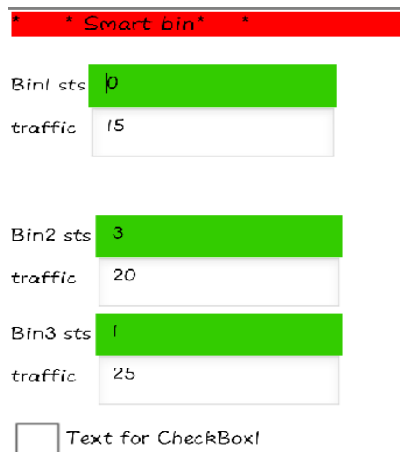 * * Smart bin* *
Bin1 sts 0
traffic 15
Bin2 sts 3
traffic 20
Bin3 sts 1
traffic 25
Text for CheckBox1